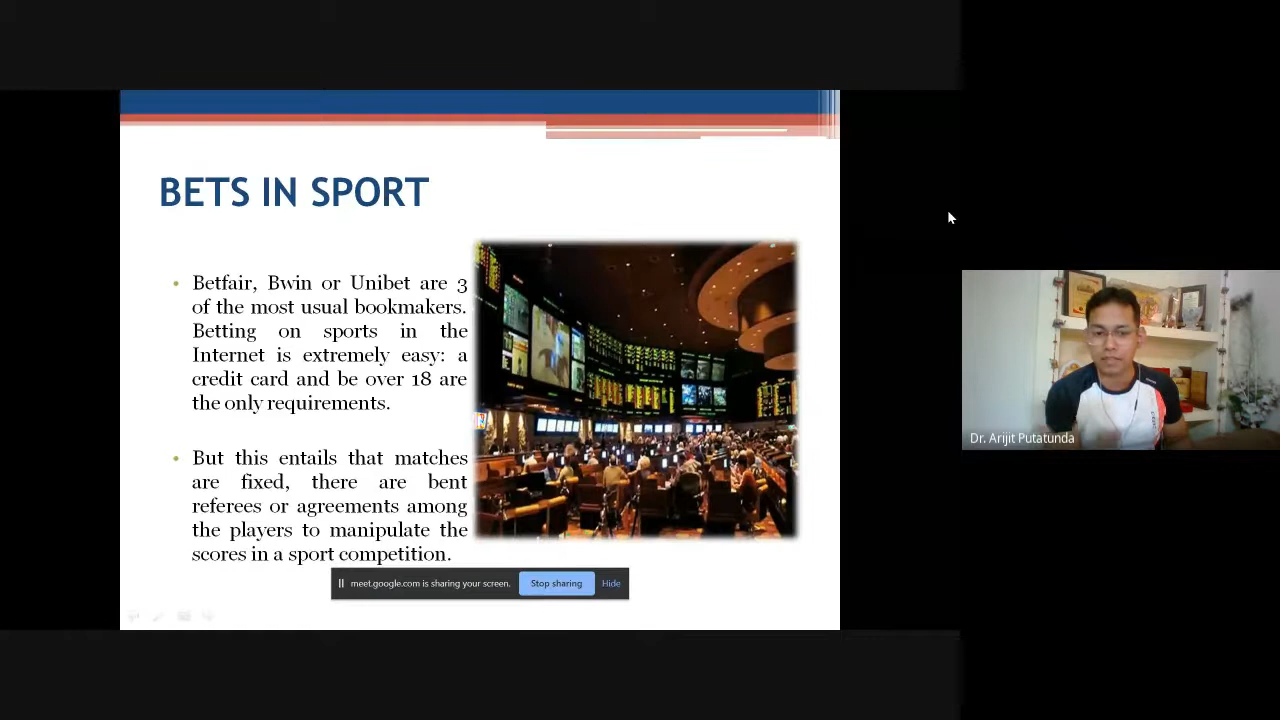 BETS IN SPORT
• Betfair, Bwin or Unibet are 3
of the most usual bookmakers.
Betting on sports in the
Internet is extremely easy: a
credit card and be over 18 are
the only requirements.
• But this entails that matches
are fixed, there are bent
referees or agreements among
the players to manipulate the
scores in a sport competition.
meet.google.com is sharing your screen. Stop sharing Hide
Dr. Arijit Putatunda